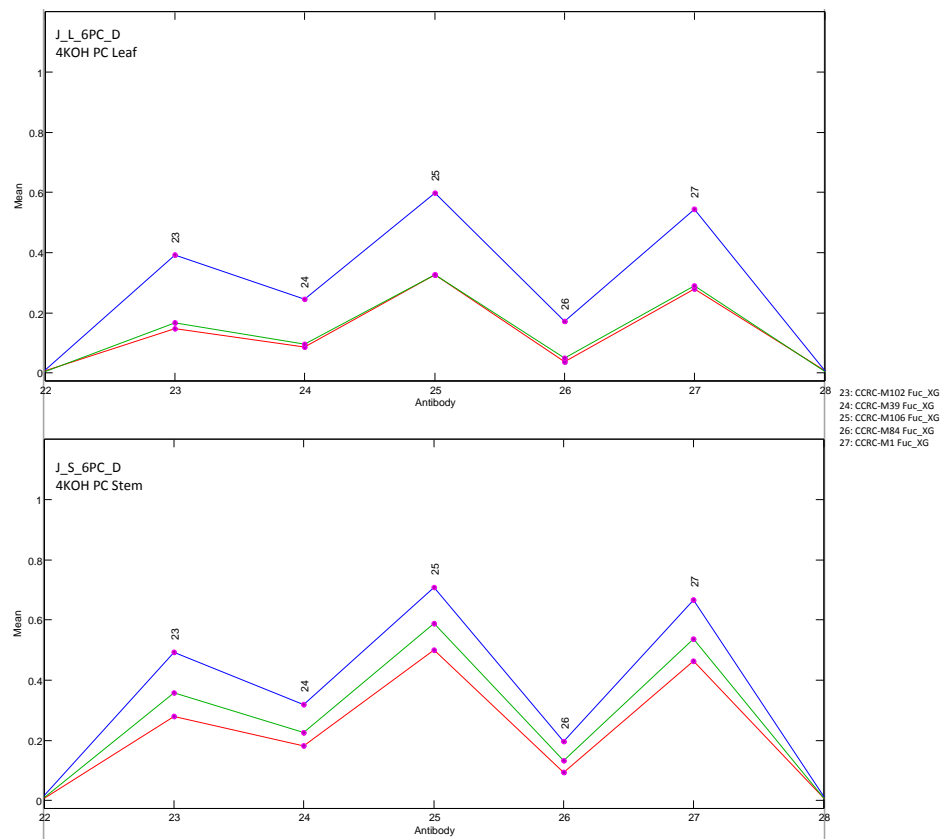 J_L_6PC_D
4KOH PC Leaf
1
0.8
0.6
0.4
0.2
0
Mean
23
24
25
26
27
22 23 24 25 26 27 28
Antibody
23: CCRC-M102 Fuc_XG
24: CCRC-M39 Fuc_XG
25: CCRC-M106 Fuc_XG
26: CCRC-M84 Fuc_XG
27: CCRC-M1 Fuc_XG
J_S_6PC_D
4KOH PC Stem
1
0.8
0.6
0.4
0.2
0
Mean
23
24
25
26
27
22 23 24 25 26 27 28
Antibody